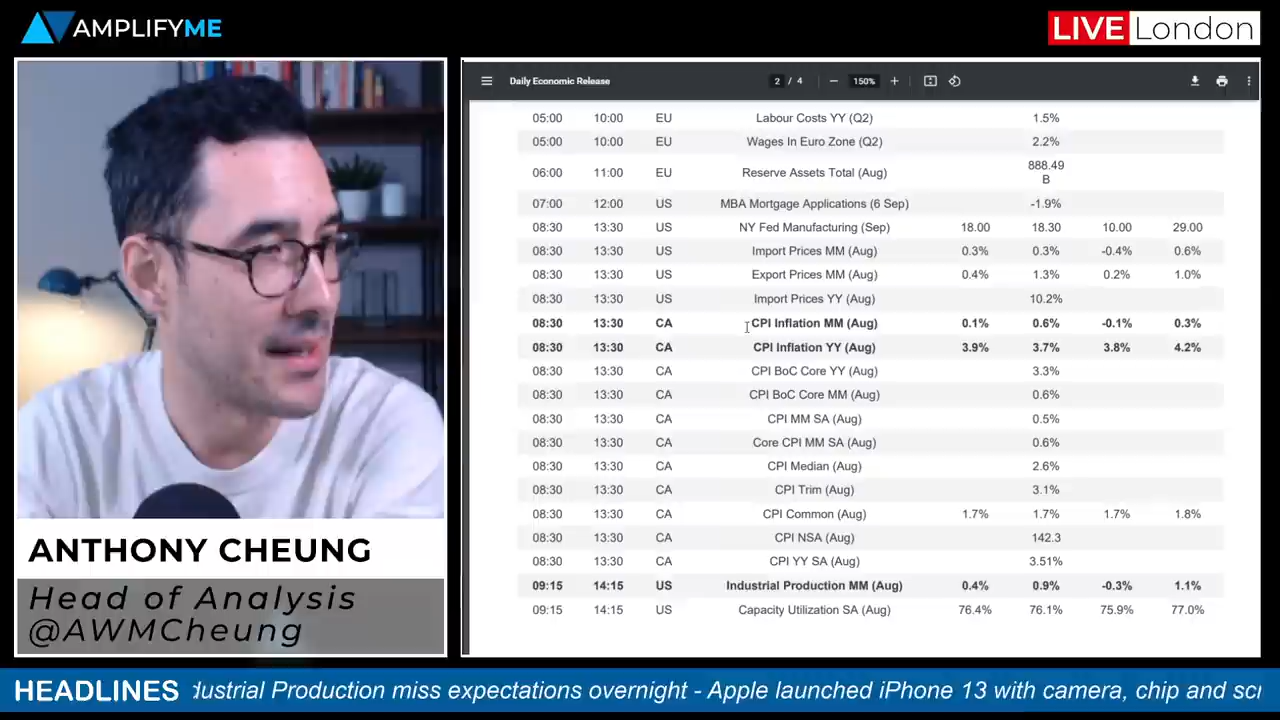 AMPLIFYME
LIVE London
Daily Economic Release
2 / 4
150%
05:00 10:00 EU Labour Costs YY (Q2) 1.5%
05:00 10:00 EU Wages In Euro Zone (Q2) 2.2%
06:00 11:00 EU Reserve Assets Total (Aug) 888.49 B
07:00 12:00 US MBA Mortgage Applications (6 Sep) -1.9%
08:30 13:30 US NY Fed Manufacturing (Sep) 18.00 18.30 10.00 29.00
08:30 13:30 US Import Prices MM (Aug) 0.3% 0.3% -0.4% 0.6%
08:30 13:30 US Export Prices MM (Aug) 0.4% 1.3% 0.2% 1.0%
08:30 13:30 US Import Prices YY (Aug) 10.2%
08:30 13:30 CA CPI Inflation MM (Aug) 0.1% 0.6% -0.1% 0.3%
08:30 13:30 CA CPI Inflation YY (Aug) 3.9% 3.7% 3.8% 4.2%
08:30 13:30 CA CPI BoC Core YY (Aug) 3.3%
08:30 13:30 CA CPI BoC Core MM (Aug) 0.6%
08:30 13:30 CA CPI MM SA (Aug) 0.5%
08:30 13:30 CA Core CPI MM SA (Aug) 0.6%
08:30 13:30 CA CPI Median (Aug) 2.6%
08:30 13:30 CA CPI Trim (Aug) 3.1%
08:30 13:30 CA CPI Common (Aug) 1.7% 1.7% 1.7% 1.8%
08:30 13:30 CA CPI NSA (Aug) 142.3
08:30 13:30 CA CPI YY SA (Aug) 3.51%
09:15 14:15 US Industrial Production MM (Aug) 0.4% 0.9% -0.3% 1.1%
09:15 14:15 US Capacity Utilization SA (Aug) 76.4% 76.1% 75.9% 77.0%
ANTHONY CHEUNG
Head of Analysis
@AWMCheung
HEADLINES dustrial Production miss expectations overnight - Apple launched iPhone 13 with camera, chip and scr